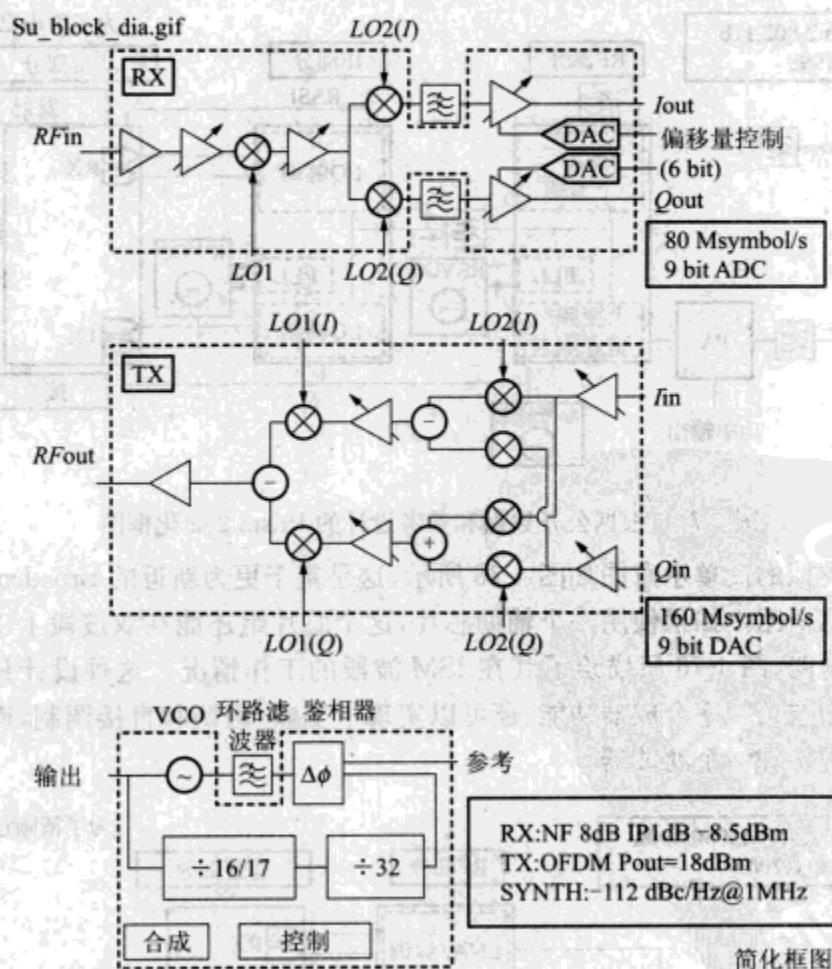 Su_block_dia.gif
LO2(I)
RX
RFin
Iout
DAC
偏移量控制
DAC
(6 bit)
Qout
LO1
LO2(Q)
80 Msymbol/s
9 bit ADC
LO1(I)
LO2(I)
TX
Iin
RFout
−
−
+
Qin
LO1(Q)
LO2(Q)
160 Msymbol/s
9 bit DAC
VCO
环路滤
波器
鉴相器
输出
~
Δϕ
参考
÷16/17
÷32
合成
控制
RX:NF 8dB IP1dB −8.5dBm
TX:OFDM Pout=18dBm
SYNTH:−112 dBc/Hz@1MHz
简化框图